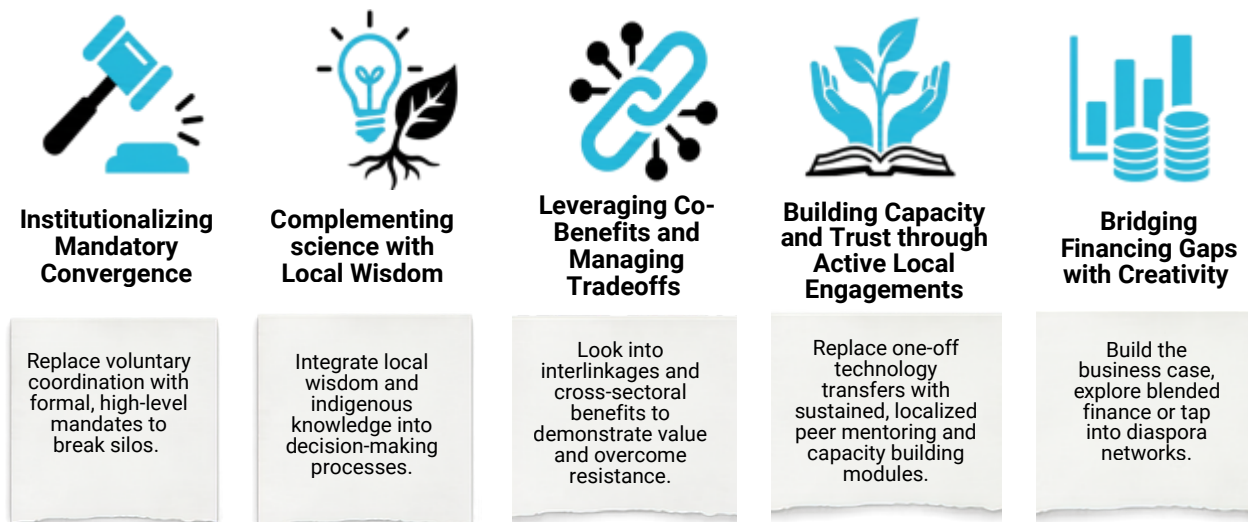 Institutionalizing
Mandatory
Convergence
Replace voluntary
coordination with
formal, high-level
mandates to
break silos.
Complementing
science with
Local Wisdom
Integrate local
wisdom and
indigenous
knowledge into
decision-making
processes.
Leveraging Co-
Benefits and
Managing
Tradeoffs
Look into
interlinkages and
cross-sectoral
benefits to
demonstrate value
and overcome
resistance.
Building Capacity
and Trust through
Active Local
Engagements
Replace one-off
technology
transfers with
sustained, localized
peer mentoring and
capacity building
modules.
Bridging
Financing Gaps
with Creativity
Build the
business case,
explore blended
finance or tap
into diaspora
networks.